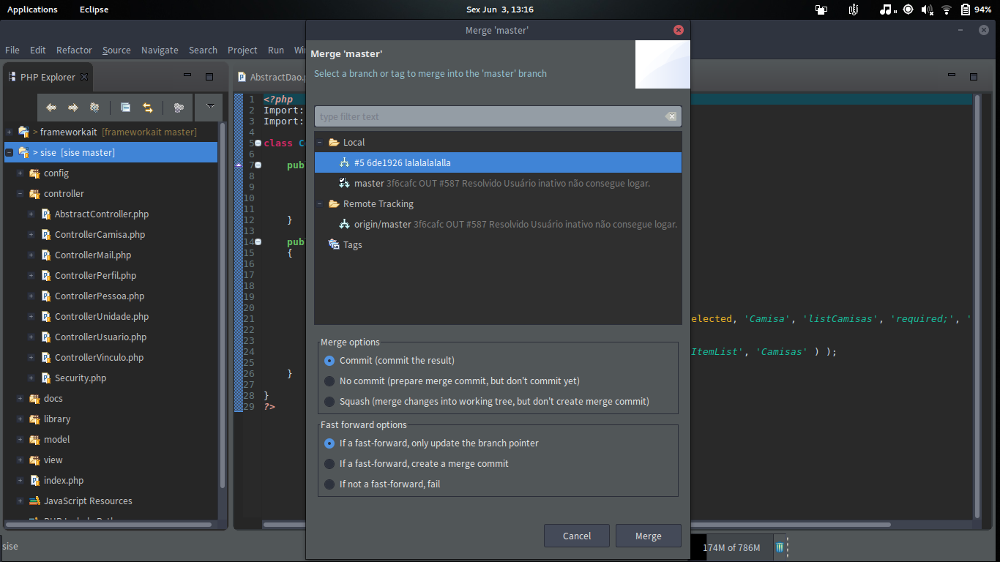 Applications Eclipse Sex Jun 3, 13:16 94%
Merge 'master'
File Edit Refactor Source Navigate Search Project Run
Merge 'master'
Select a branch or tag to merge into the 'master' branch
PHP Explorer
> frameworkait [frameworkait master]
> sise [sise master]
config
controller
AbstractController.php
ControllerCamisa.php
ControllerMail.php
ControllerPerfil.php
ControllerPessoa.php
ControllerUnidade.php
ControllerUsuario.php
ControllerVinculo.php
Security.php
docs
library
model
view
index.php
JavaScript Resources
AbstractDao.
1 <?php
2 Import:
3 Import:
4
5 class C
6
7 pub
8
9
10
11
12 }
13
14 pub
15 {
16
17
18
19
20
21 elected, 'Camisa', 'listCamisas', 'required;', '
22
23
24 ItemList', 'Camisas' ) );
25
26 }
27
28 }
29 ?>
type filter text
Local
#5 6de1926 lalalalalalla
master 3f6cafc OUT #587 Resolvido Usuário inativo não consegue logar.
Remote Tracking
origin/master 3f6cafc OUT #587 Resolvido Usuário inativo não consegue logar.
Tags
Merge options
Commit (commit the result)
No commit (prepare merge commit, but don't commit yet)
Squash (merge changes into working tree, but don't create merge commit)
Fast forward options
If a fast-forward, only update the branch pointer
If a fast-forward, create a merge commit
If not a fast-forward, fail
Cancel Merge
sise
174M of 786M